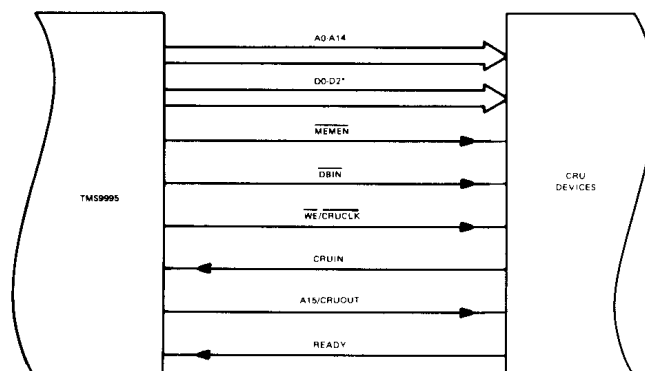 A0-A14
D0-D2*
MEMEN
DBIN
TMS9995
CRU
DEVICES
WE/CRUCLK
CRUIN
A15/CRUOUT
READY